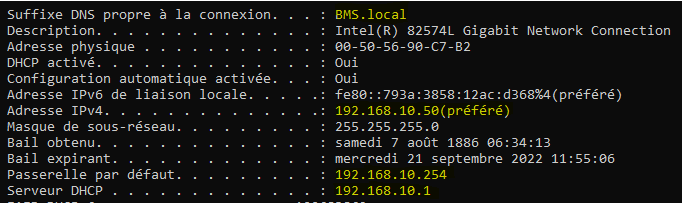 Suffixe DNS propre à la connexion. . . : BMS.local
Description. . . . . . . . . . . . . . : Intel(R) 82574L Gigabit Network Connection
Adresse physique . . . . . . . . . . . : 00-50-56-90-C7-B2
DHCP activé. . . . . . . . . . . . . . : Oui
Configuration automatique activée. . . : Oui
Adresse IPv6 de liaison locale. . . . .: fe80::793a:3858:12ac:d368%4(préféré)
Adresse IPv4. . . . . . . . . . . . . .: 192.168.10.50(préféré)
Masque de sous-réseau. . . . . . . . . : 255.255.255.0
Bail obtenu. . . . . . . . . . . . . . : samedi 7 août 1886 06:34:13
Bail expirant. . . . . . . . . . . . . : mercredi 21 septembre 2022 11:55:06
Passerelle par défaut. . . . . . . . . : 192.168.10.254
Serveur DHCP . . . . . . . . . . . . . : 192.168.10.1